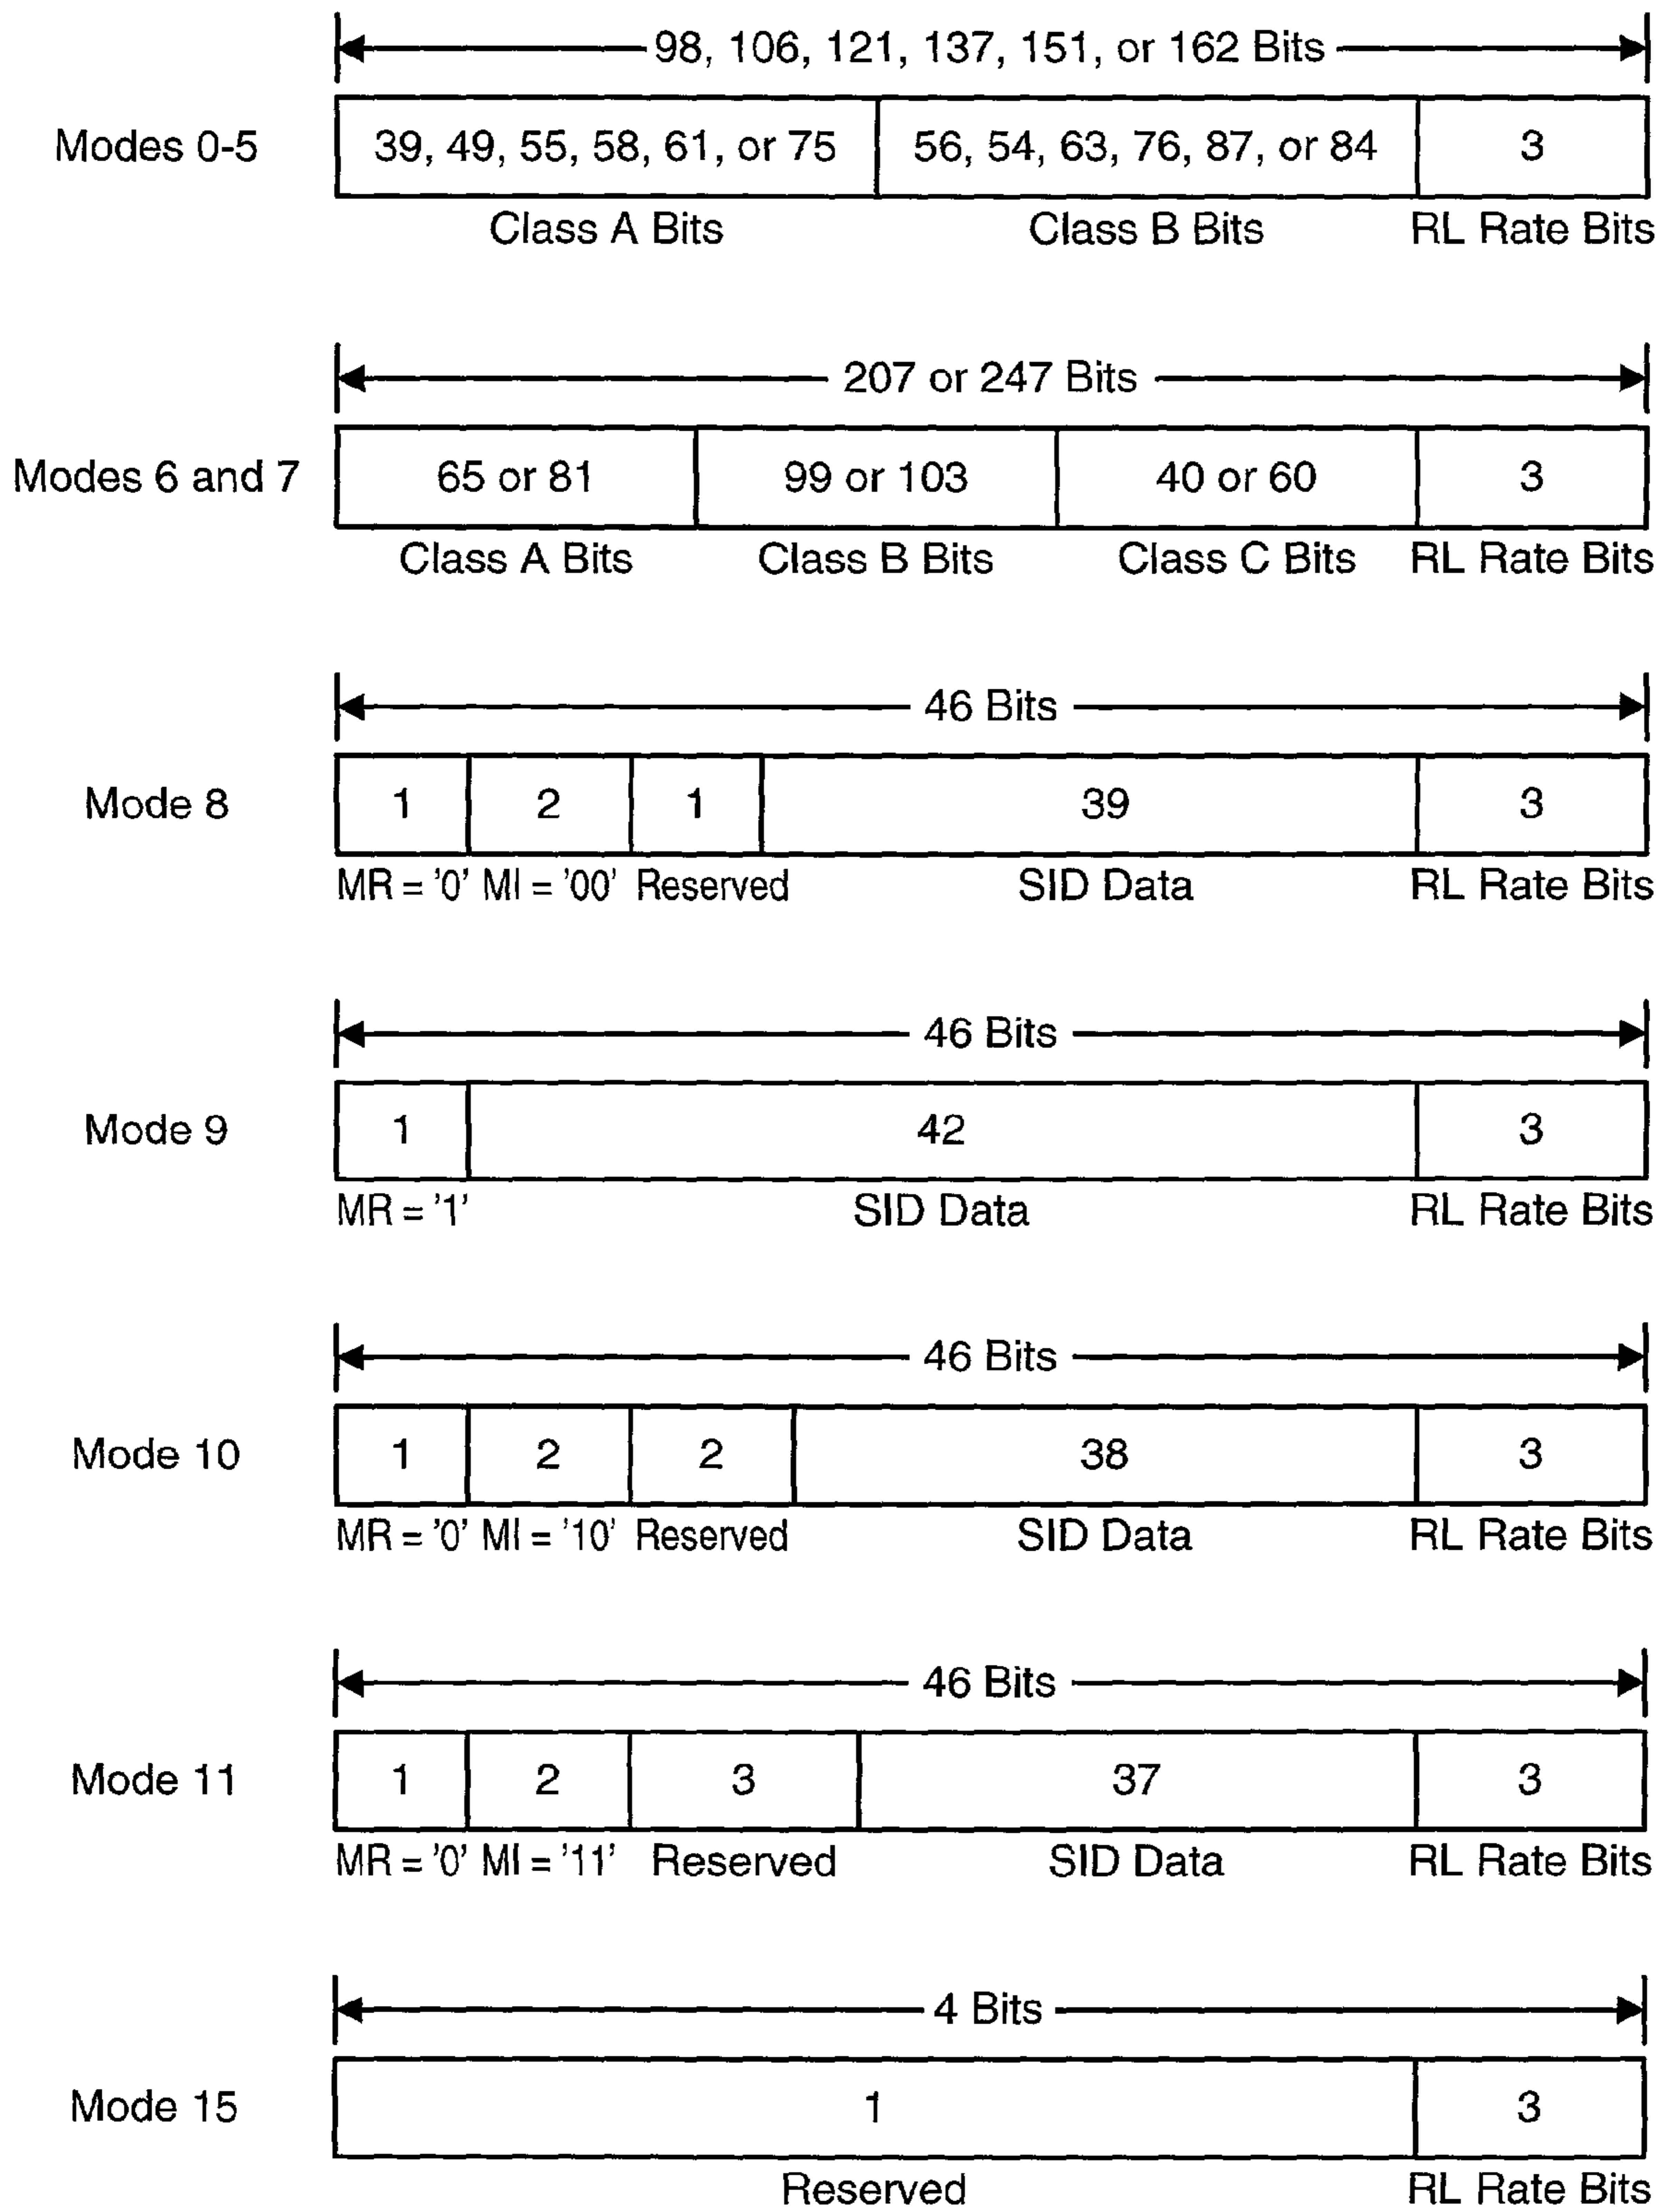 98, 106, 121, 137, 151, or 162 Bits
Modes 0-5
39, 49, 55, 58, 61, or 75
56, 54, 63, 76, 87, or 84
3
Class A Bits
Class B Bits
RL Rate Bits
207 or 247 Bits
Modes 6 and 7
65 or 81
99 or 103
40 or 60
3
Class A Bits
Class B Bits
Class C Bits
RL Rate Bits
46 Bits
Mode 8
1
2
1
39
3
MR = '0'
MI = '00'
Reserved
SID Data
RL Rate Bits
46 Bits
Mode 9
1
42
3
MR = '1'
SID Data
RL Rate Bits
46 Bits
Mode 10
1
2
2
38
3
MR = '0'
MI = '10'
Reserved
SID Data
RL Rate Bits
46 Bits
Mode 11
1
2
3
37
3
MR = '0'
MI = '11'
Reserved
SID Data
RL Rate Bits
4 Bits
Mode 15
1
3
Reserved
RL Rate Bits